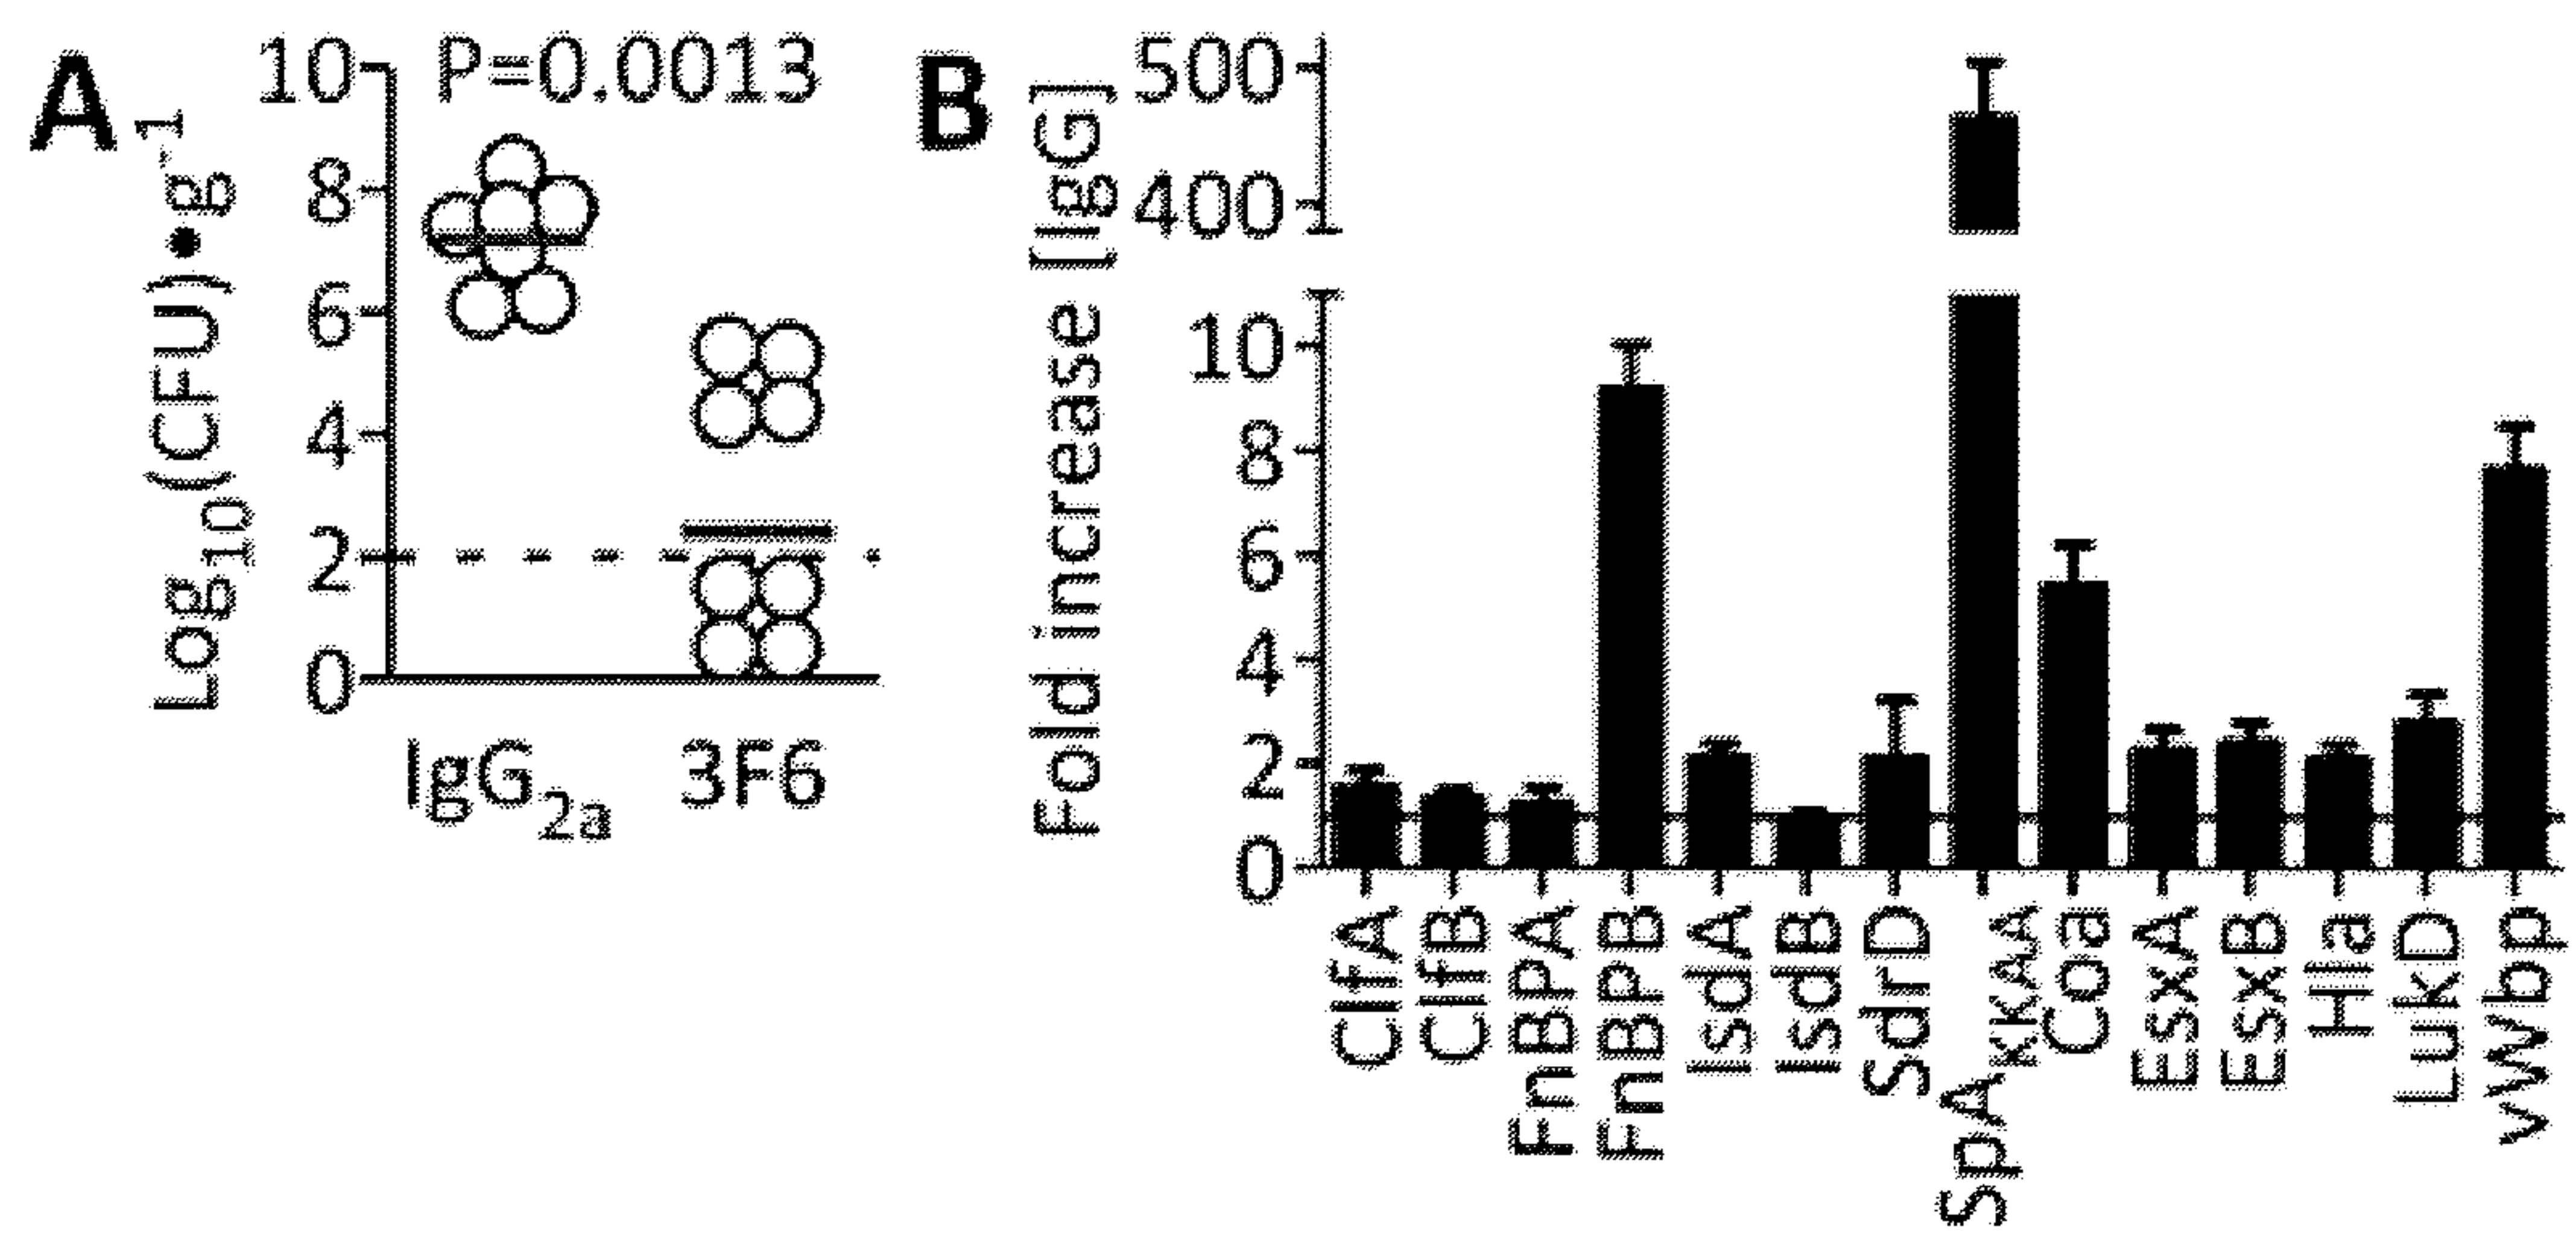 A
P=0.0013
Log10(CFU)•g-1
10
8
6
4
2
0
IgG2a
3F6
B
Fold increase [IgG]
500
400
10
8
6
4
2
0
ClfA
ClfB
FnBPA
FnBPB
IsdA
IsdB
SdrD
SpAKKAA
Coa
EsxA
EsxB
Hla
LukD
vWbp